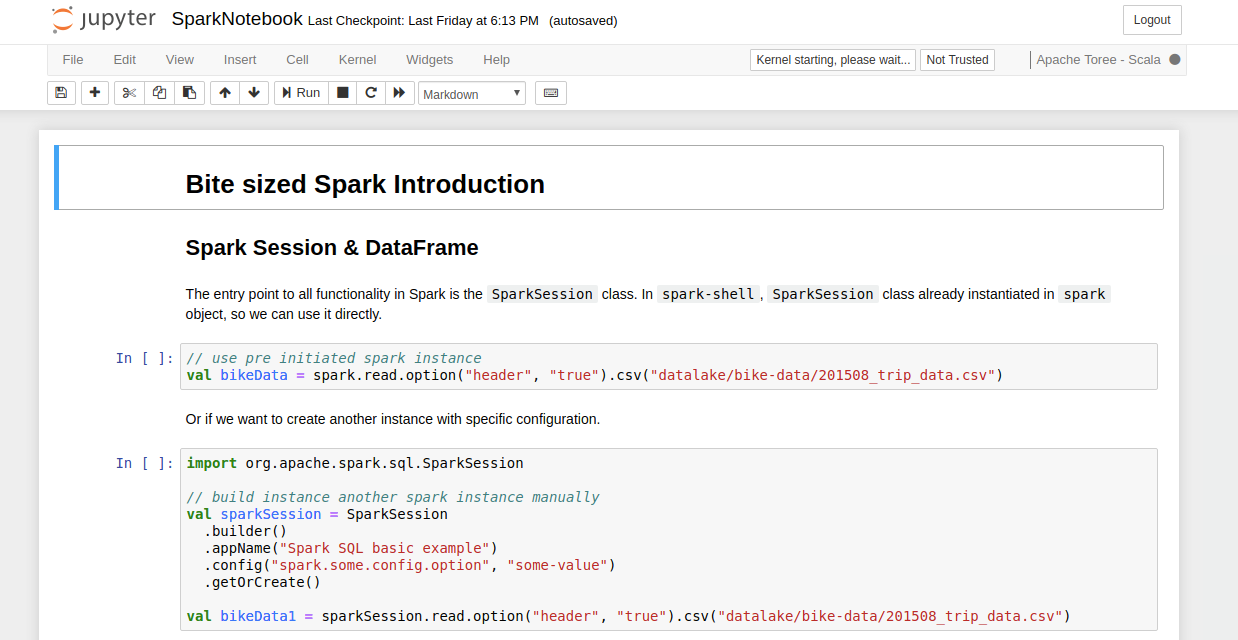 jupyter SparkNotebook Last Checkpoint: Last Friday at 6:13 PM (autosaved) Logout
File Edit View Insert Cell Kernel Widgets Help Kernel starting, please wait... Not Trusted Apache Toree - Scala
Run Markdown
Bite sized Spark Introduction
Spark Session & DataFrame
The entry point to all functionality in Spark is the SparkSession class. In spark-shell, SparkSession class already instantiated in spark
object, so we can use it directly.
In [ ]: // use pre initiated spark instance
val bikeData = spark.read.option("header", "true").csv("datalake/bike-data/201508_trip_data.csv")
Or if we want to create another instance with specific configuration.
In [ ]: import org.apache.spark.sql.SparkSession
// build instance another spark instance manually
val sparkSession = SparkSession
.builder()
.appName("Spark SQL basic example")
.config("spark.some.config.option", "some-value")
.getOrCreate()
val bikeData1 = sparkSession.read.option("header", "true").csv("datalake/bike-data/201508_trip_data.csv")